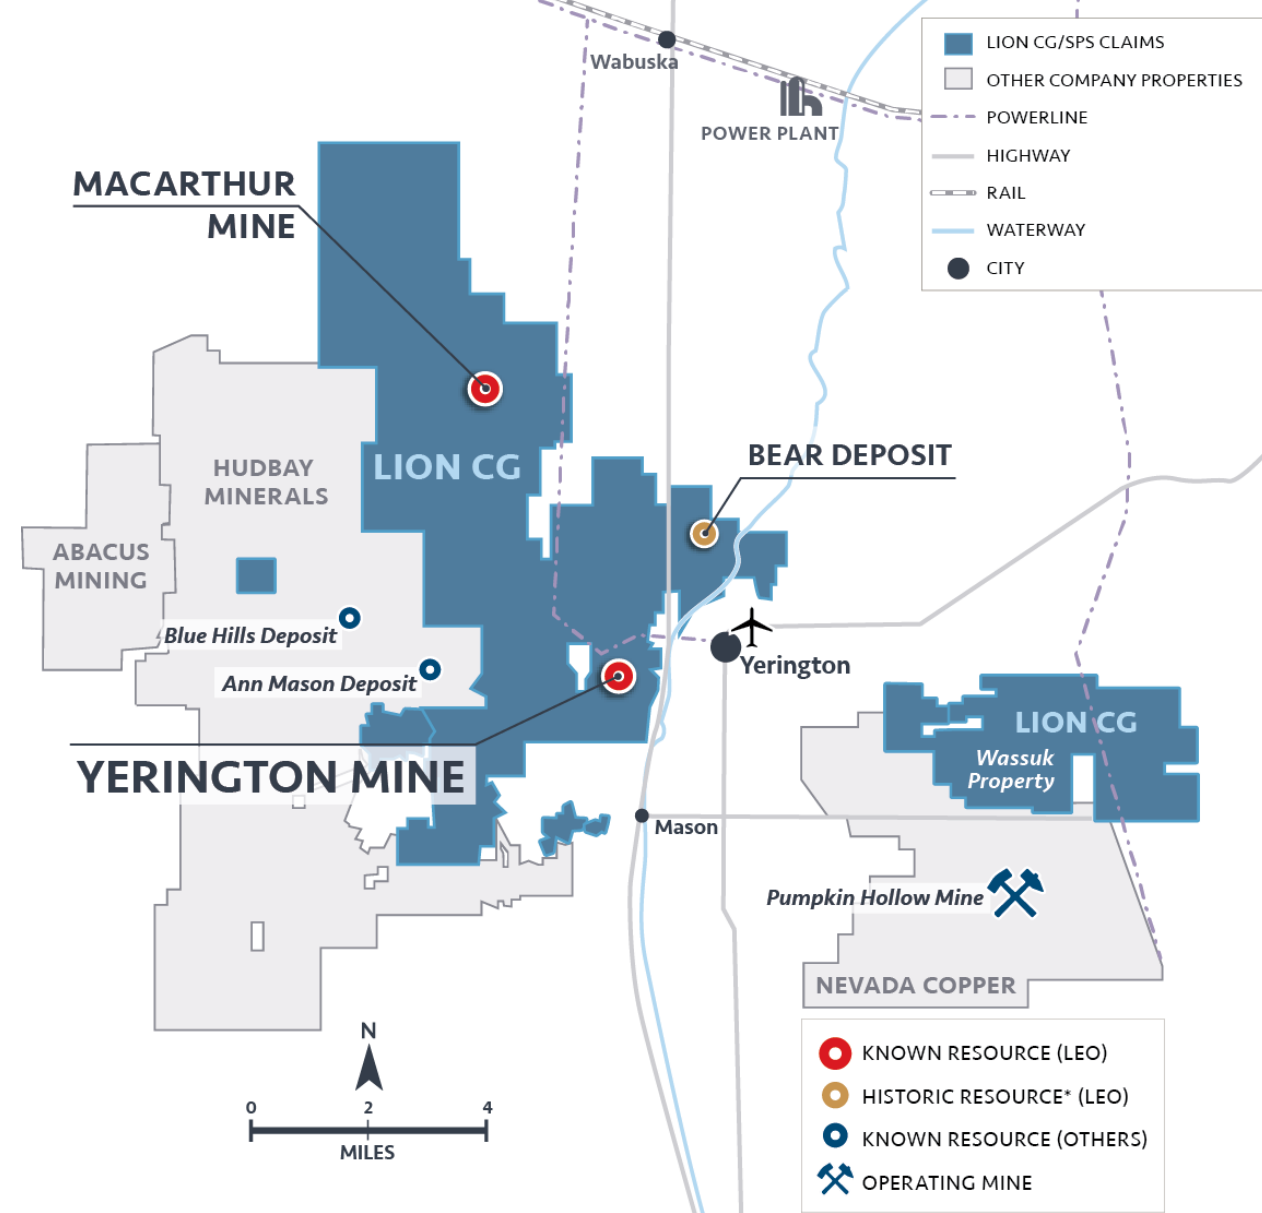 Wabuska
POWER PLANT
LION CG/SPS CLAIMS
OTHER COMPANY PROPERTIES
POWERLINE
HIGHWAY
RAIL
WATERWAY
CITY
MACARTHUR
MINE
BEAR DEPOSIT
HUDBAY
MINERALS
LION CG
ABACUS
MINING
Blue Hills Deposit
Ann Mason Deposit
Yerington
YERINGTON MINE
LION CG
Wassuk
Property
Mason
Pumpkin Hollow Mine
NEVADA COPPER
N
0 2 4
MILES
KNOWN RESOURCE (LEO)
HISTORIC RESOURCE* (LEO)
KNOWN RESOURCE (OTHERS)
OPERATING MINE